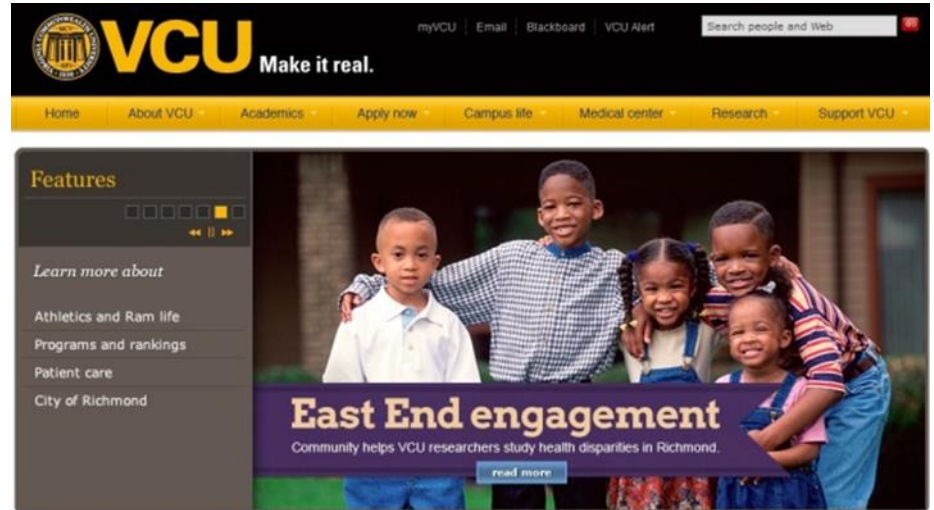 VCU Make it real.
myVCU Email Blackboard VCU Alert
Search people and Web
Home About VCU Academics Apply now Campus life Medical center Research Support VCU
Features
Learn more about
Athletics and Ram life
Programs and rankings
Patient care
City of Richmond
East End engagement
Community helps VCU researchers study health disparities in Richmond.
read more